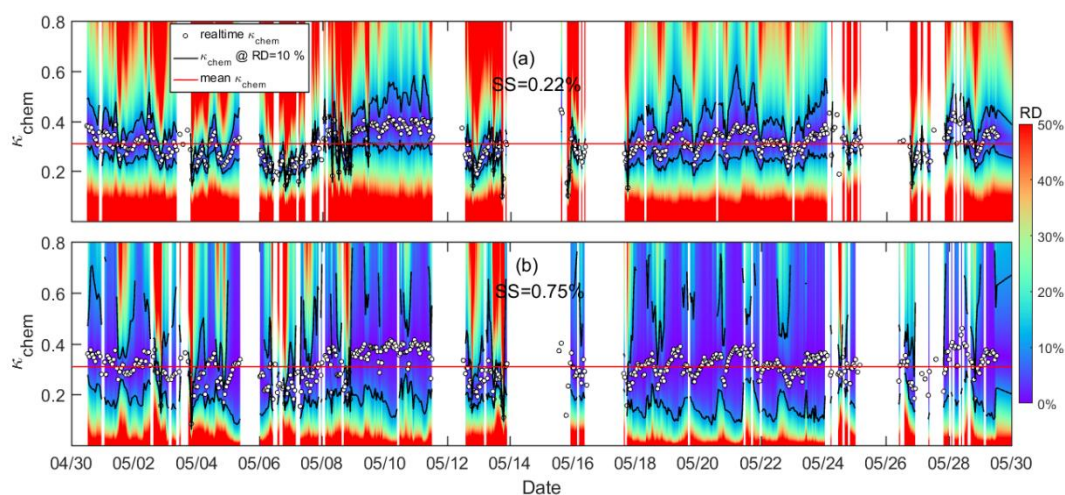 0.8
0.6
0.4
0.2
κchem
realtime κchem
κchem @ RD=10 %
mean κchem
(a)
SS=0.22%
RD
50%
40%
30%
20%
10%
0%
0.8
0.6
0.4
0.2
κchem
(b)
SS=0.75%
04/30 05/02 05/04 05/06 05/08 05/10 05/12 05/14 05/16 05/18 05/20 05/22 05/24 05/26 05/28 05/30
Date